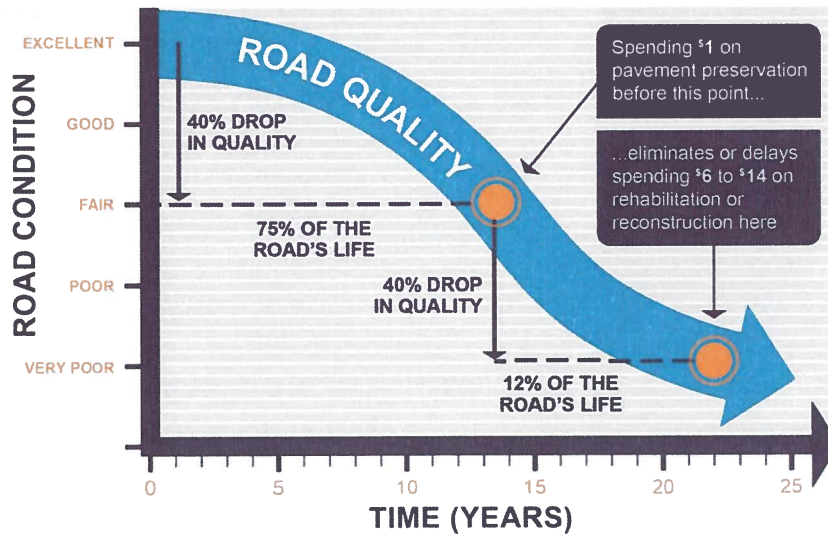 ROAD CONDITION
EXCELLENT
GOOD
FAIR
POOR
VERY POOR
ROAD QUALITY
40% DROP
IN QUALITY
75% OF THE
ROAD'S LIFE
40% DROP
IN QUALITY
12% OF THE
ROAD'S LIFE
Spending $1 on
pavement preservation
before this point...
...eliminates or delays
spending $6 to $14 on
rehabilitation or
reconstruction here
0
5
10
15
20
25
TIME (YEARS)